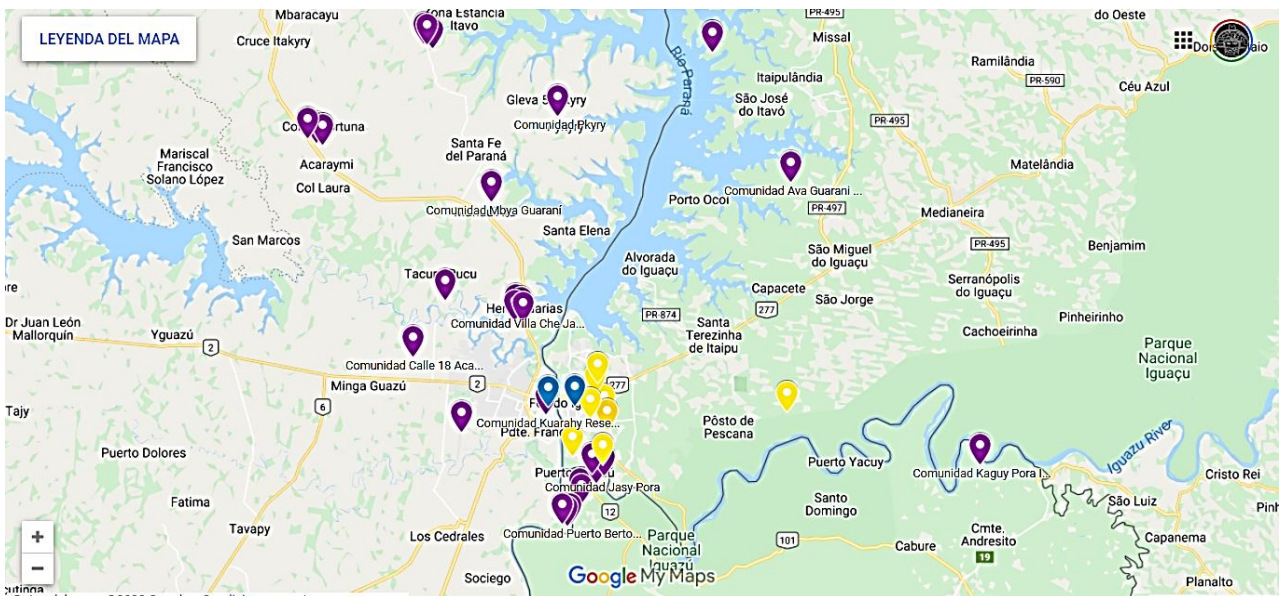 LEYENDA DEL MAPA
Mbaracayu
Zona Estancia
Itavo
PR-495
do Oeste
Cruce Itakyry
Missal
Río Paraná
Ramilândia
Itaipulândia
PR-590
Céu Azul
Gleva
São José
do Itavó
Comunidad Pkyry
PR-495
Acaraymi
Santa Fe
del Paraná
Mariscal
Francisco
Solano López
Matelândia
Col Laura
Comunidad Ava Guarani ...
Porto Ocoi
PR-497
Comunidad Mbya Guaraní
Medianeira
Santa Elena
San Marcos
PR-495
Benjamim
São Miguel
do Iguaçu
Alvorada
do Iguaçu
Serranópolis
do Iguaçu
Capacete
São Jorge
277
Comunidad Villa Che Ja...
PR-874
Pinheirinho
Dr Juan León
Mallorquín
Yguazú
2
Santa
Terezinha
de Itaipu
Cachoeirinha
Parque
Nacional
Iguaçu
Comunidad Calle 18 Aca...
Minga Guazú
2
277
6
Tajy
Comunidad Kuarahy Rese...
Pdte. Fran
Pôsto de
Pescana
Iguazu River
Puerto Dolores
Puerto Yacuy
Comunidad Kaguy Pora I...
Cristo Rei
Comunidad Jasy Pora
Fatima
Santo
Domingo
São Luiz
12
Tavapy
Los Cedrales
Comunidad Puerto Berto...
Parque
Nacional
Iguazú
101
Cabure
Cmte.
Andresito
19
Capanema
Sociego
Google My Maps
Planalto
+
−